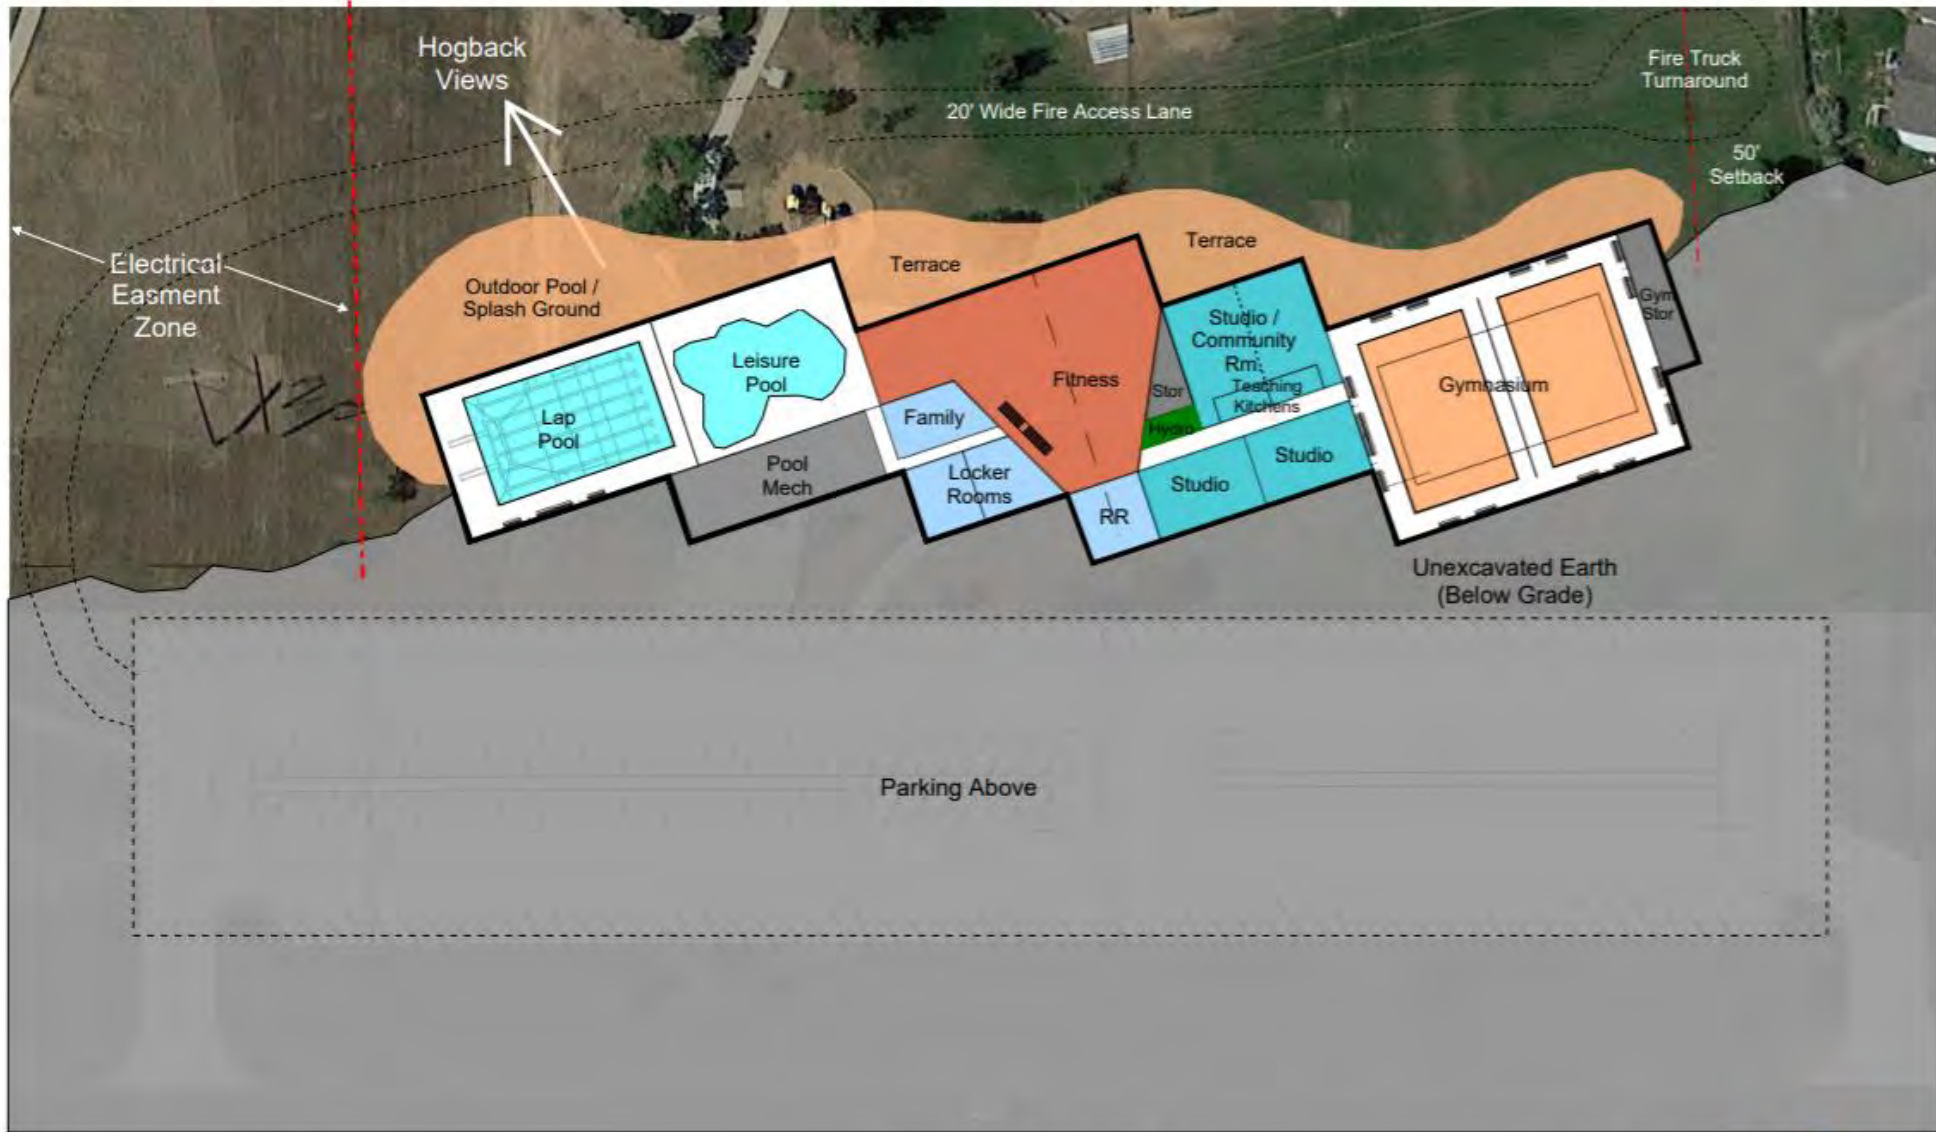 Hogback
Views
Fire Truck
Turnaround
20' Wide Fire Access Lane
50'
Setback
Electrical
Easment
Zone
Outdoor Pool /
Splash Ground
Terrace
Terrace
Lap
Pool
Leisure
Pool
Pool
Mech
Family
Locker
Rooms
Fitness
RR
Stor
Hydro
Studio /
Community
Rm
Teaching
Kitchens
Studio
Studio
Gymnasium
Gym
Stor
Unexcavated Earth
(Below Grade)
Parking Above